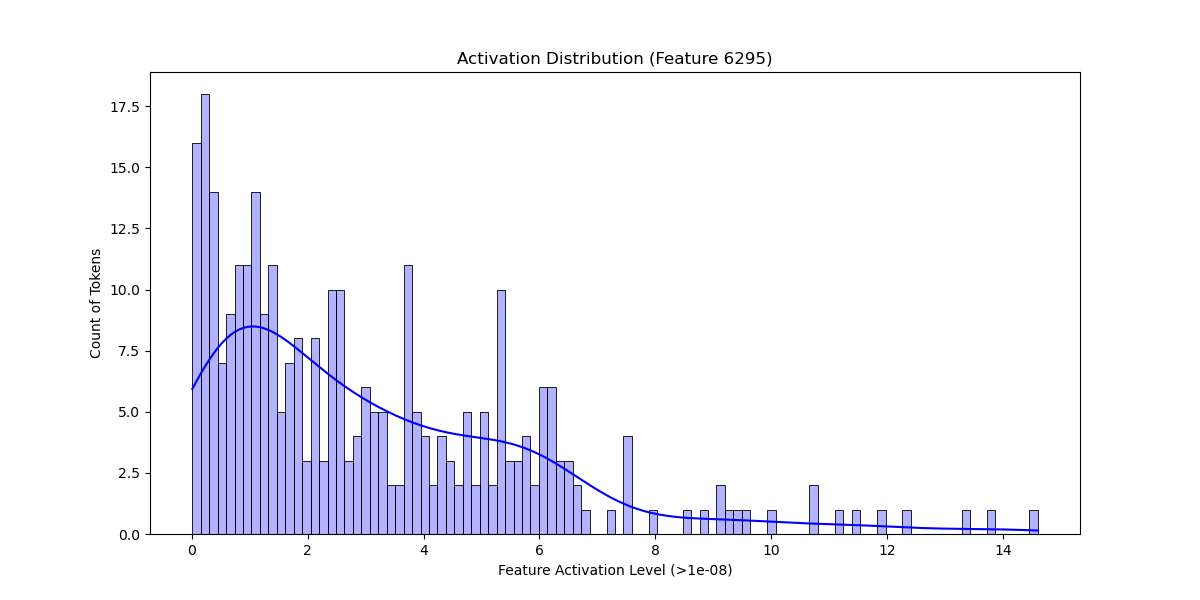 Activation Distribution (Feature 6295)
17.5
15.0
12.5
10.0
7.5
5.0
2.5
0.0
Count of Tokens
0 2 4 6 8 10 12 14
Feature Activation Level (>1e-08)